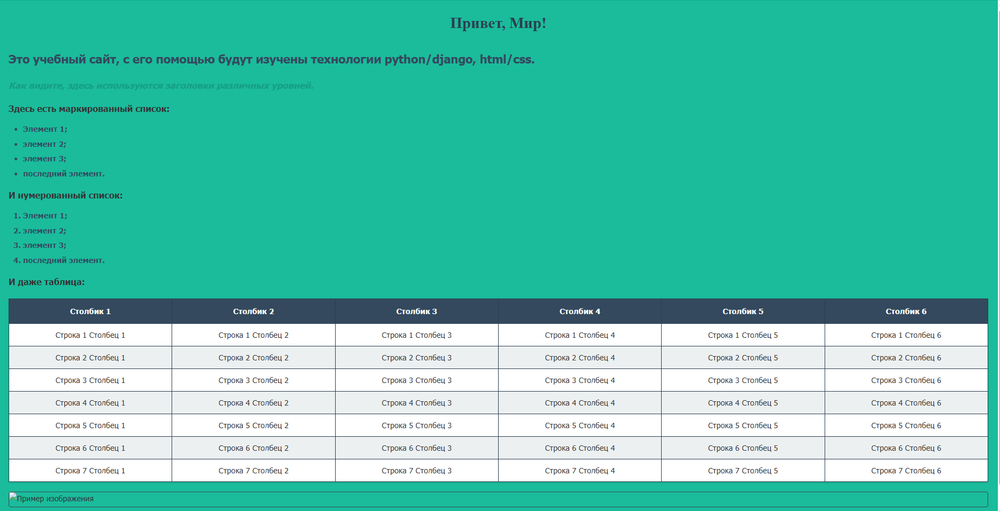 Привет, Мир!
Это учебный сайт, с его помощью будут изучены технологии python/django, html/css.
Как видите, здесь используются заголовки различных уровней.
Здесь есть маркированный список:
• Элемент 1;
• элемент 2;
• элемент 3;
• последний элемент.
И нумерованный список:
1. Элемент 1;
2. элемент 2;
3. элемент 3;
4. последний элемент.
И даже таблица:
Столбик 1 Столбик 2 Столбик 3 Столбик 4 Столбик 5 Столбик 6
Строка 1 Столбец 1 Строка 1 Столбец 2 Строка 1 Столбец 3 Строка 1 Столбец 4 Строка 1 Столбец 5 Строка 1 Столбец 6
Строка 2 Столбец 1 Строка 2 Столбец 2 Строка 2 Столбец 3 Строка 2 Столбец 4 Строка 2 Столбец 5 Строка 2 Столбец 6
Строка 3 Столбец 1 Строка 3 Столбец 2 Строка 3 Столбец 3 Строка 3 Столбец 4 Строка 3 Столбец 5 Строка 3 Столбец 6
Строка 4 Столбец 1 Строка 4 Столбец 2 Строка 4 Столбец 3 Строка 4 Столбец 4 Строка 4 Столбец 5 Строка 4 Столбец 6
Строка 5 Столбец 1 Строка 5 Столбец 2 Строка 5 Столбец 3 Строка 5 Столбец 4 Строка 5 Столбец 5 Строка 5 Столбец 6
Строка 6 Столбец 1 Строка 6 Столбец 2 Строка 6 Столбец 3 Строка 6 Столбец 4 Строка 6 Столбец 5 Строка 6 Столбец 6
Строка 7 Столбец 1 Строка 7 Столбец 2 Строка 7 Столбец 3 Строка 7 Столбец 4 Строка 7 Столбец 5 Строка 7 Столбец 6
Пример изображения